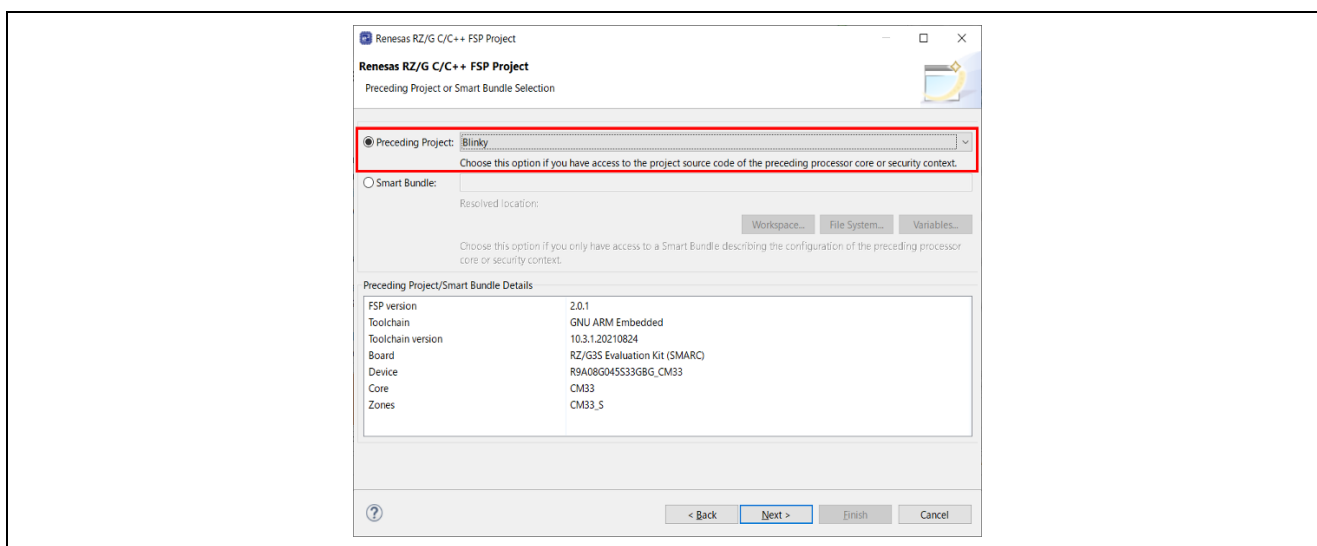 Renesas RZ/G C/C++ FSP Project
Renesas RZ/G C/C++ FSP Project
Preceding Project or Smart Bundle Selection
Preceding Project: Blinky
Choose this option if you have access to the project source code of the preceding processor core or security context.
Smart Bundle:
Resolved location:
Workspace... File System... Variables...
Choose this option if you only have access to a Smart Bundle describing the configuration of the preceding processor
core or security context.
Preceding Project/Smart Bundle Details
FSP version 2.0.1
Toolchain GNU ARM Embedded
Toolchain version 10.3.1.20210824
Board RZ/G3S Evaluation Kit (SMARC)
Device R9A08G045S33GBG_CM33
Core CM33
Zones CM33_S
? < Back Next > Finish Cancel